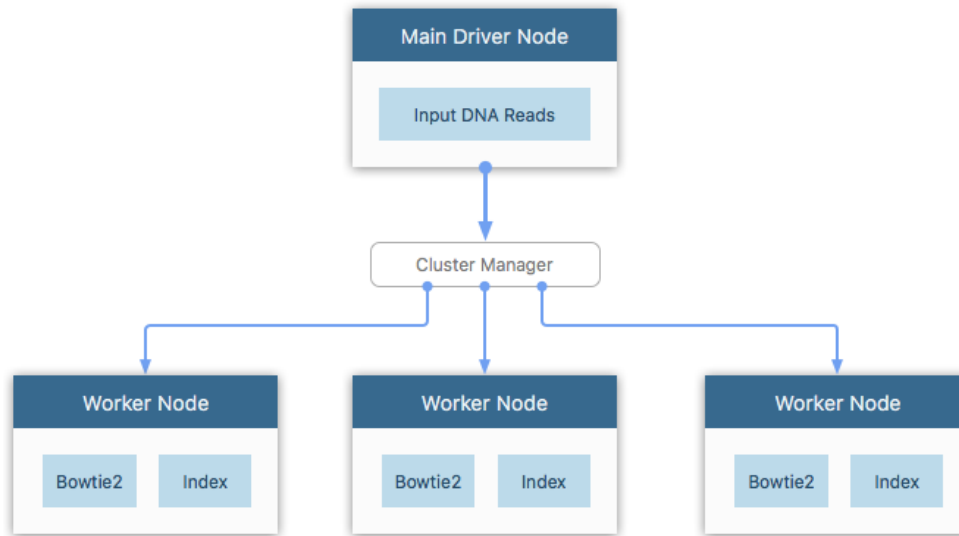 Main Driver Node
Input DNA Reads
Cluster Manager
Worker Node
Bowtie2
Index
Worker Node
Bowtie2
Index
Worker Node
Bowtie2
Index